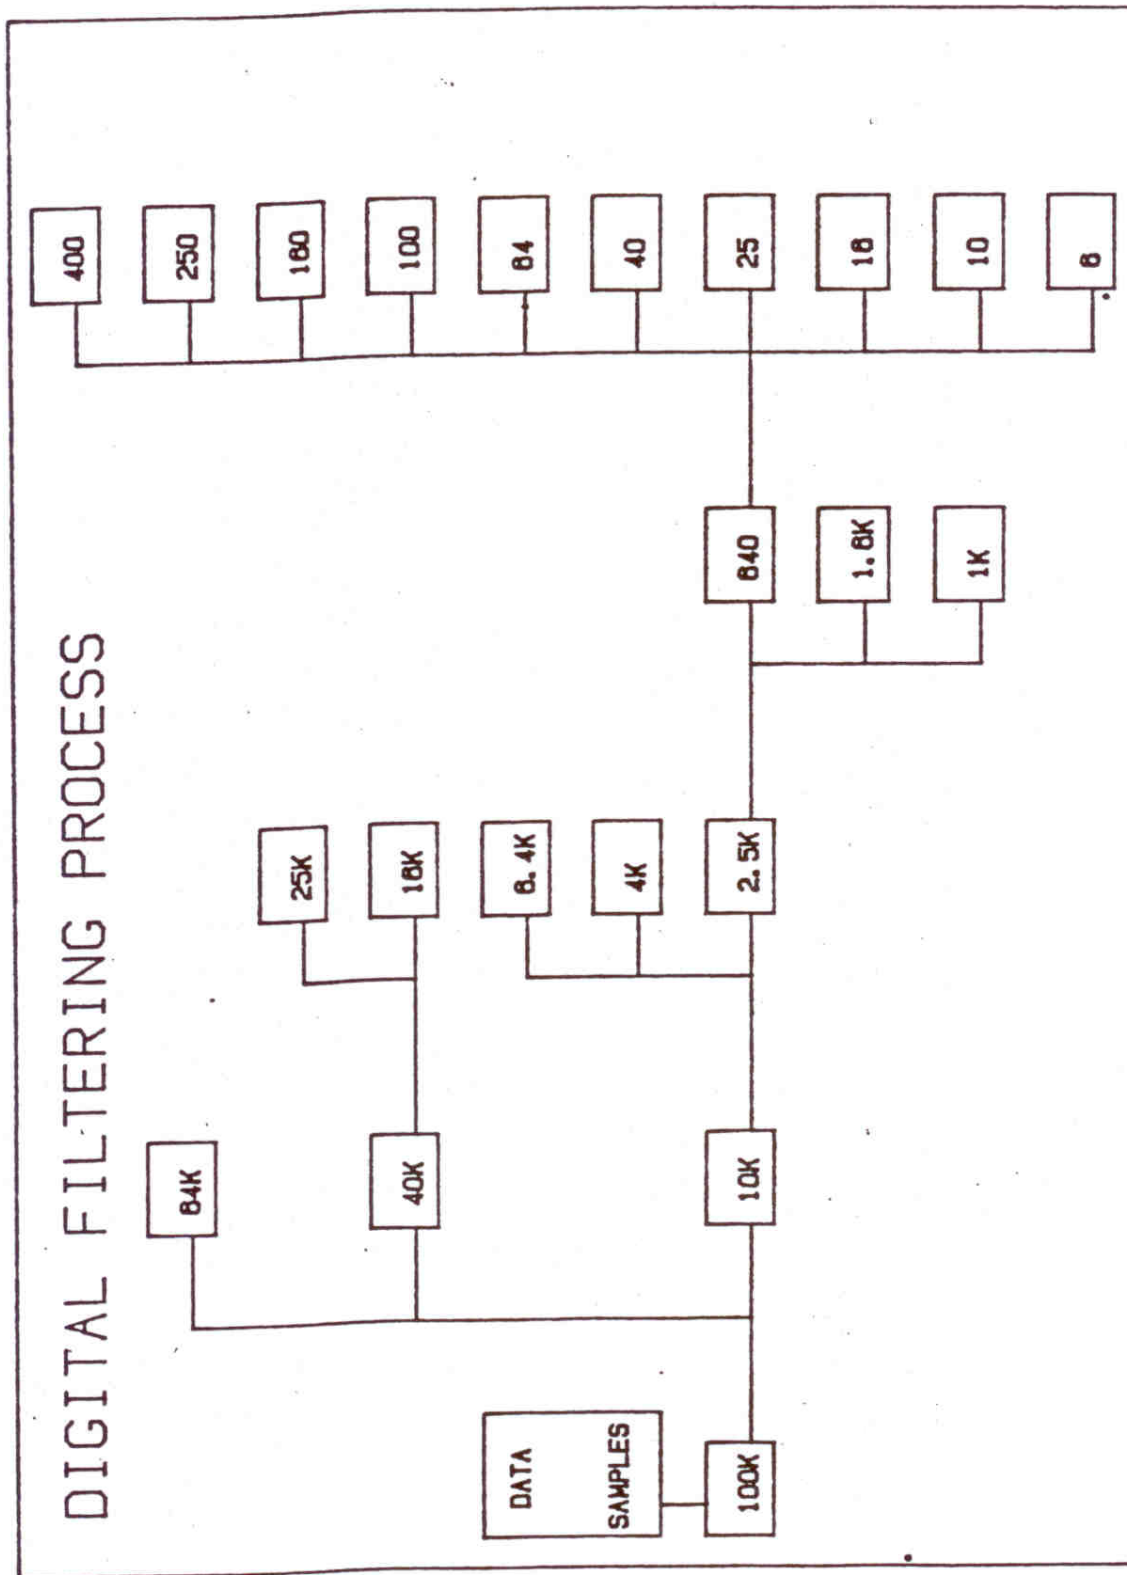 DIGITAL FILTERING PROCESS
400
64K
250
25K
160
40K
16K
100
DATA
SAMPLES
6.4K
64
4K
40
100K
10K
2.5K
640
25
1.6K
16
1K
10
6